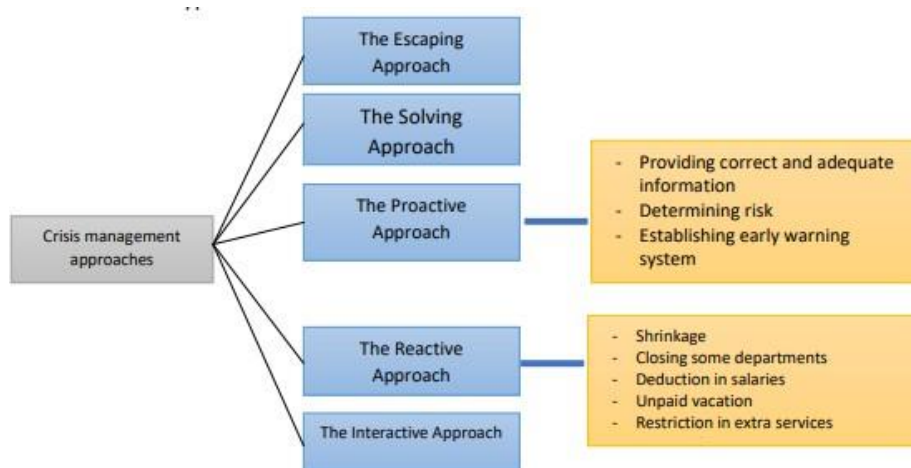 The Escaping
Approach
The Solving
Approach
The Proactive
Approach
- Providing correct and adequate
information
- Determining risk
- Establishing early warning
system
Crisis management
approaches
The Reactive
Approach
- Shrinkage
- Closing some departments
- Deduction in salaries
- Unpaid vacation
- Restriction in extra services
The Interactive Approach